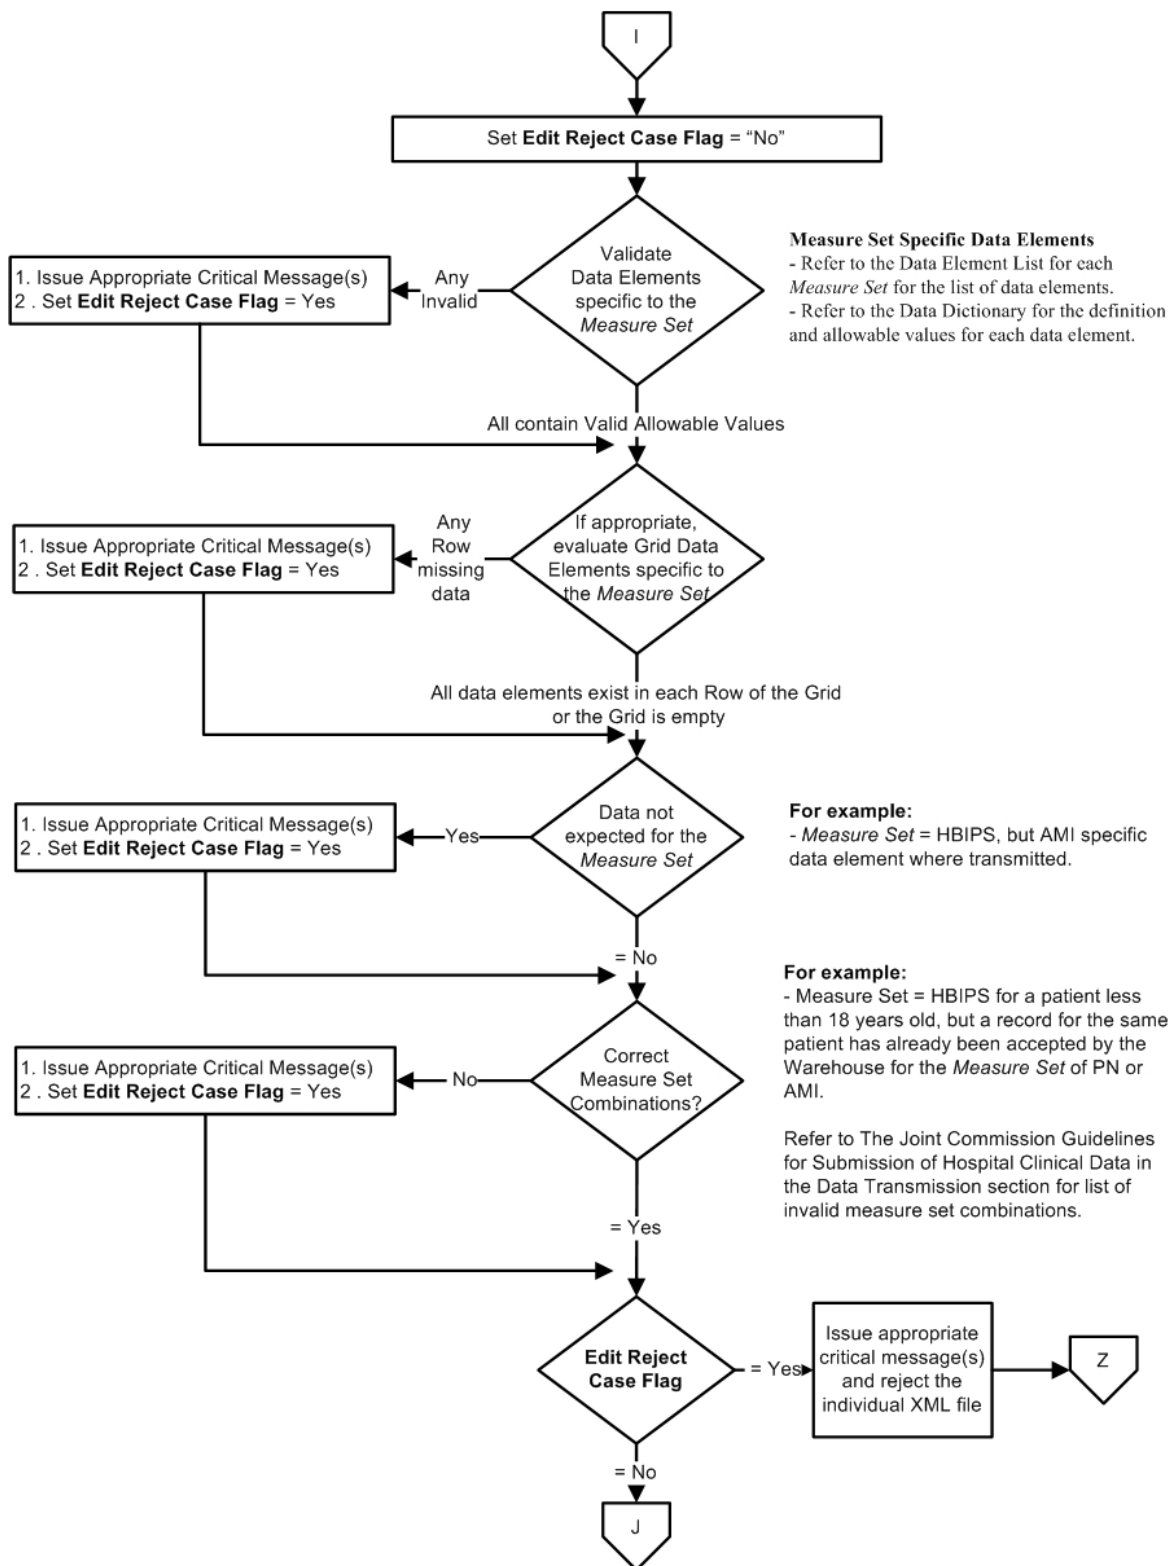 I
Set Edit Reject Case Flag = “No”
Validate
Data Elements
specific to the
Measure Set
Measure Set Specific Data Elements
- Refer to the Data Element List for each
Measure Set for the list of data elements.
- Refer to the Data Dictionary for the definition
and allowable values for each data element.
Any
Invalid
1. Issue Appropriate Critical Message(s)
2 . Set Edit Reject Case Flag = Yes
All contain Valid Allowable Values
If appropriate,
evaluate Grid Data
Elements specific to
the Measure Set
Any
Row
missing
data
1. Issue Appropriate Critical Message(s)
2 . Set Edit Reject Case Flag = Yes
All data elements exist in each Row of the Grid
or the Grid is empty
Data not
expected for the
Measure Set
Yes
1. Issue Appropriate Critical Message(s)
2 . Set Edit Reject Case Flag = Yes
For example:
- Measure Set = HBIPS, but AMI specific
data element where transmitted.
= No
Correct
Measure Set
Combinations?
No
1. Issue Appropriate Critical Message(s)
2 . Set Edit Reject Case Flag = Yes
For example:
- Measure Set = HBIPS for a patient less
than 18 years old, but a record for the same
patient has already been accepted by the
Warehouse for the Measure Set of PN or
AMI.
Refer to The Joint Commission Guidelines
for Submission of Hospital Clinical Data in
the Data Transmission section for list of
invalid measure set combinations.
= Yes
Edit Reject
Case Flag
= Yes
Issue appropriate
critical message(s)
and reject the
individual XML file
Z
= No
J